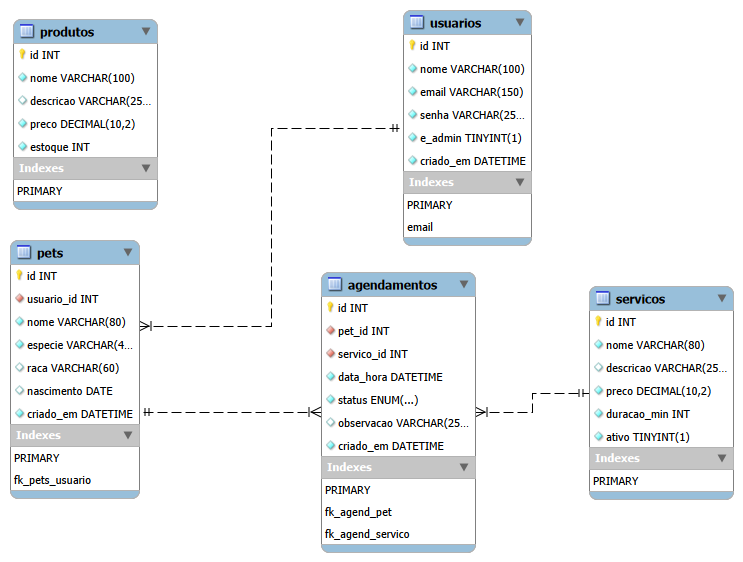 produtos
id INT
nome VARCHAR(100)
descricao VARCHAR(25...
preco DECIMAL(10,2)
estoque INT
Indexes
PRIMARY
usuarios
id INT
nome VARCHAR(100)
email VARCHAR(150)
senha VARCHAR(25...
e_admin TINYINT(1)
criado_em DATETIME
Indexes
PRIMARY
email
pets
id INT
usuario_id INT
nome VARCHAR(80)
especie VARCHAR(4...
raca VARCHAR(60)
nascimento DATE
criado_em DATETIME
Indexes
PRIMARY
fk_pets_usuario
agendamentos
id INT
pet_id INT
servico_id INT
data_hora DATETIME
status ENUM(...)
observacao VARCHAR(25...
criado_em DATETIME
Indexes
PRIMARY
fk_agend_pet
fk_agend_servico
servicos
id INT
nome VARCHAR(80)
descricao VARCHAR(25...
preco DECIMAL(10,2)
duracao_min INT
ativo TINYINT(1)
Indexes
PRIMARY